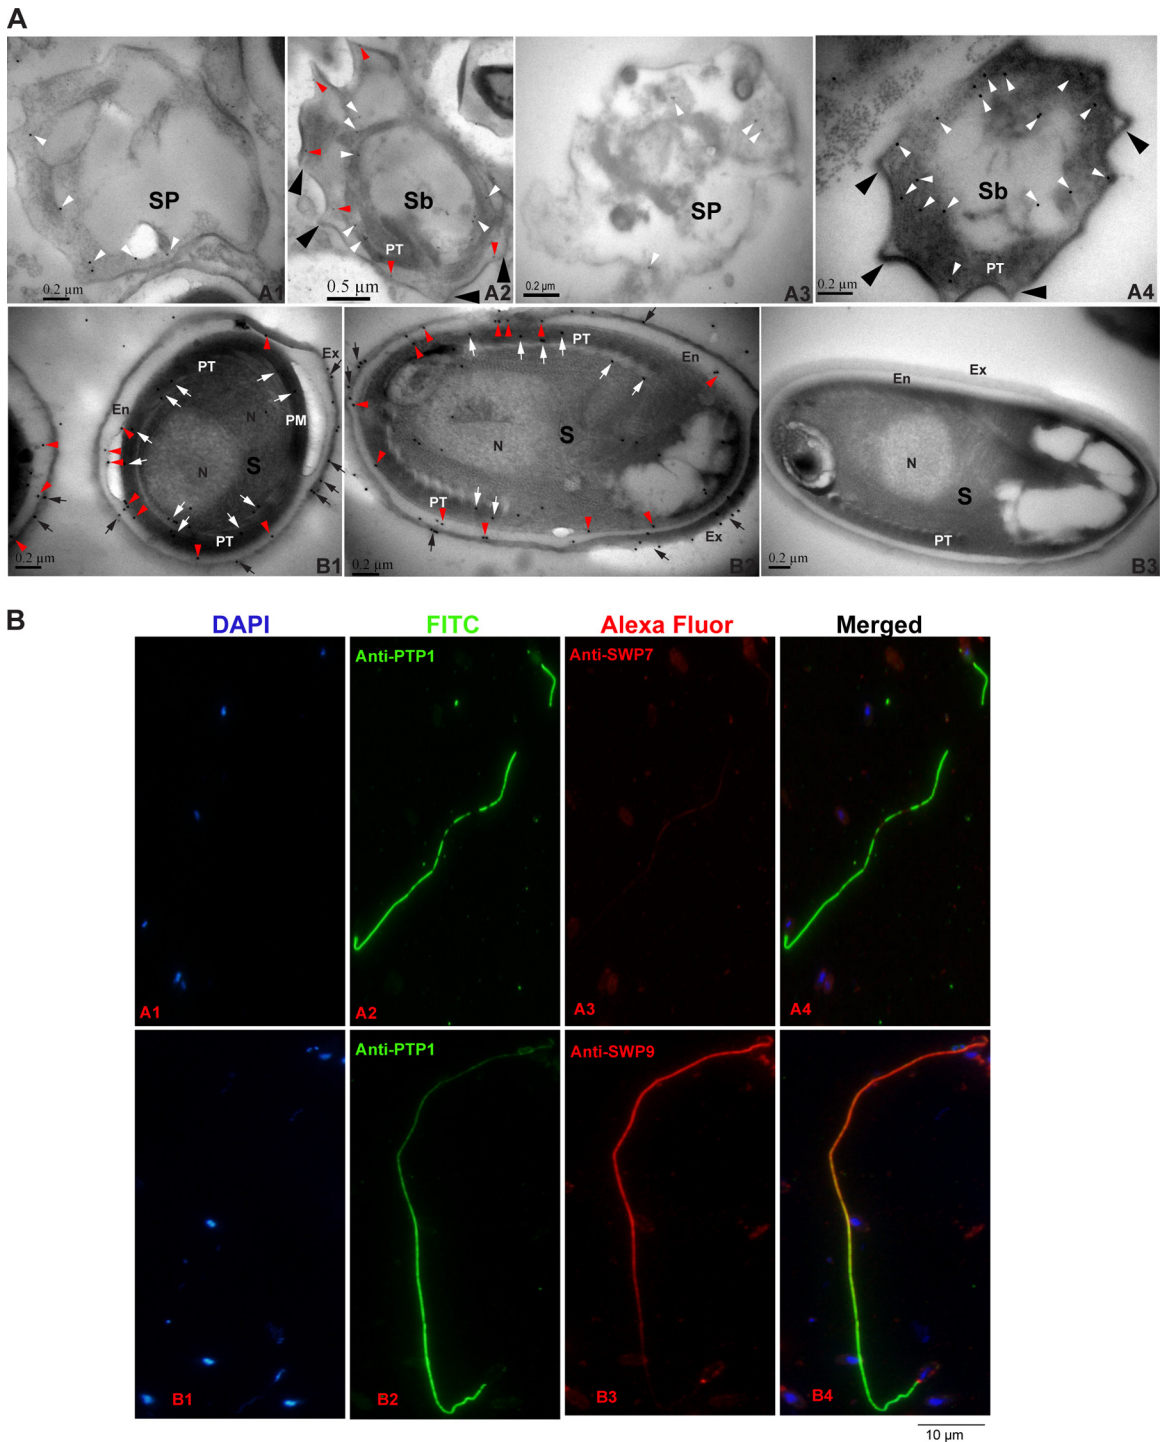 A
SP
0.2 µm
A1
Sb
PT
0.5 µm
A2
SP
0.2 µm
A3
Sb
PT
0.2 µm
A4
PT
Ex
En
N
PM
N
S
PT
0.2 µm
B1
PT
En
S
N
PT
Ex
0.2 µm
B2
Ex
En
N
S
PT
0.2 µm
B3
B
DAPI FITC Alexa Fluor Merged
Anti-PTP1 Anti-SWP7
A1 A2 A3 A4
Anti-PTP1 Anti-SWP9
B1 B2 B3 B4
10 µm